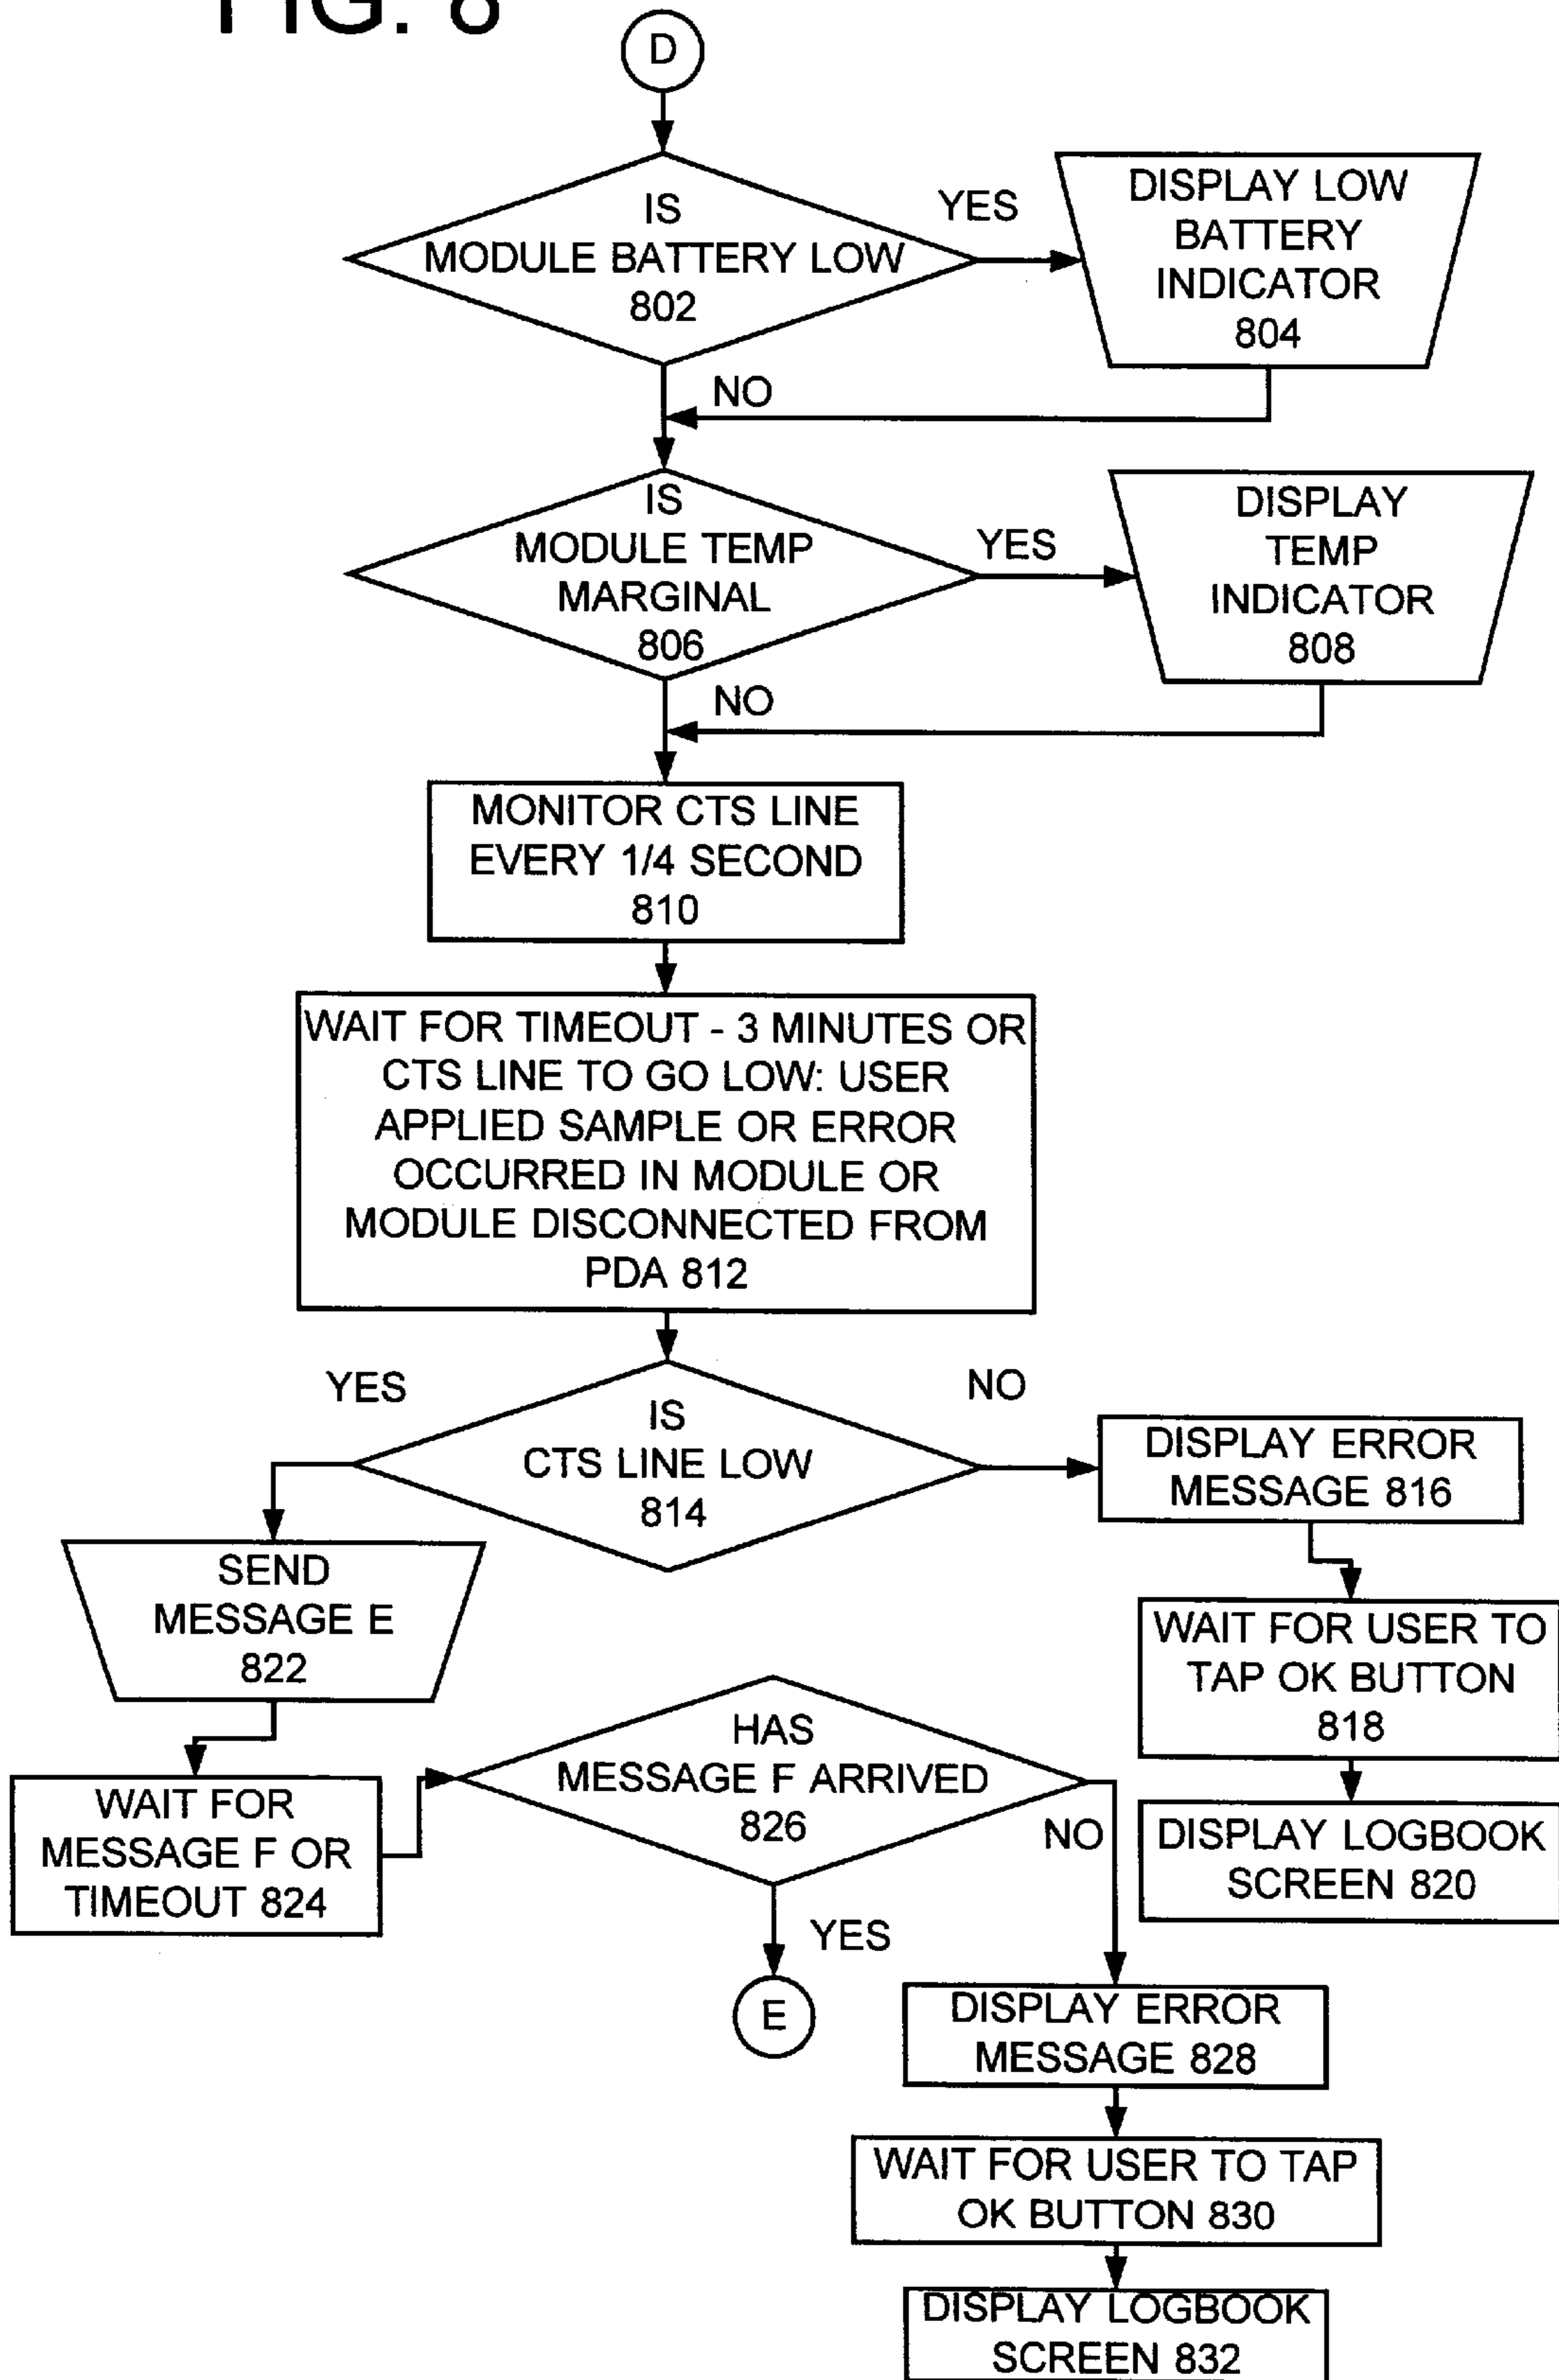 FIG. 8
D
IS
MODULE BATTERY LOW
802
YES
DISPLAY LOW
BATTERY
INDICATOR
804
NO
IS
MODULE TEMP
MARGINAL
806
YES
DISPLAY
TEMP
INDICATOR
808
NO
MONITOR CTS LINE
EVERY 1/4 SECOND
810
WAIT FOR TIMEOUT - 3 MINUTES OR
CTS LINE TO GO LOW: USER
APPLIED SAMPLE OR ERROR
OCCURRED IN MODULE OR
MODULE DISCONNECTED FROM
PDA 812
YES
IS
CTS LINE LOW
814
NO
DISPLAY ERROR
MESSAGE 816
WAIT FOR USER TO
TAP OK BUTTON
818
DISPLAY LOGBOOK
SCREEN 820
SEND
MESSAGE E
822
WAIT FOR
MESSAGE F OR
TIMEOUT 824
HAS
MESSAGE F ARRIVED
826
NO
YES
E
DISPLAY ERROR
MESSAGE 828
WAIT FOR USER TO TAP
OK BUTTON 830
DISPLAY LOGBOOK
SCREEN 832